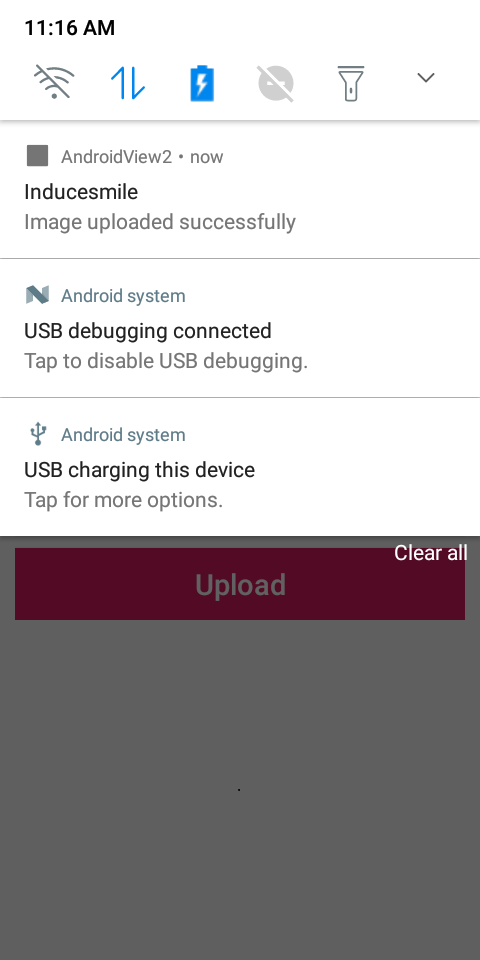 11:16 AM
AndroidView2 • now
Inducesmile
Image uploaded successfully
Android system
USB debugging connected
Tap to disable USB debugging.
Android system
USB charging this device
Tap for more options.
Clear all
Upload